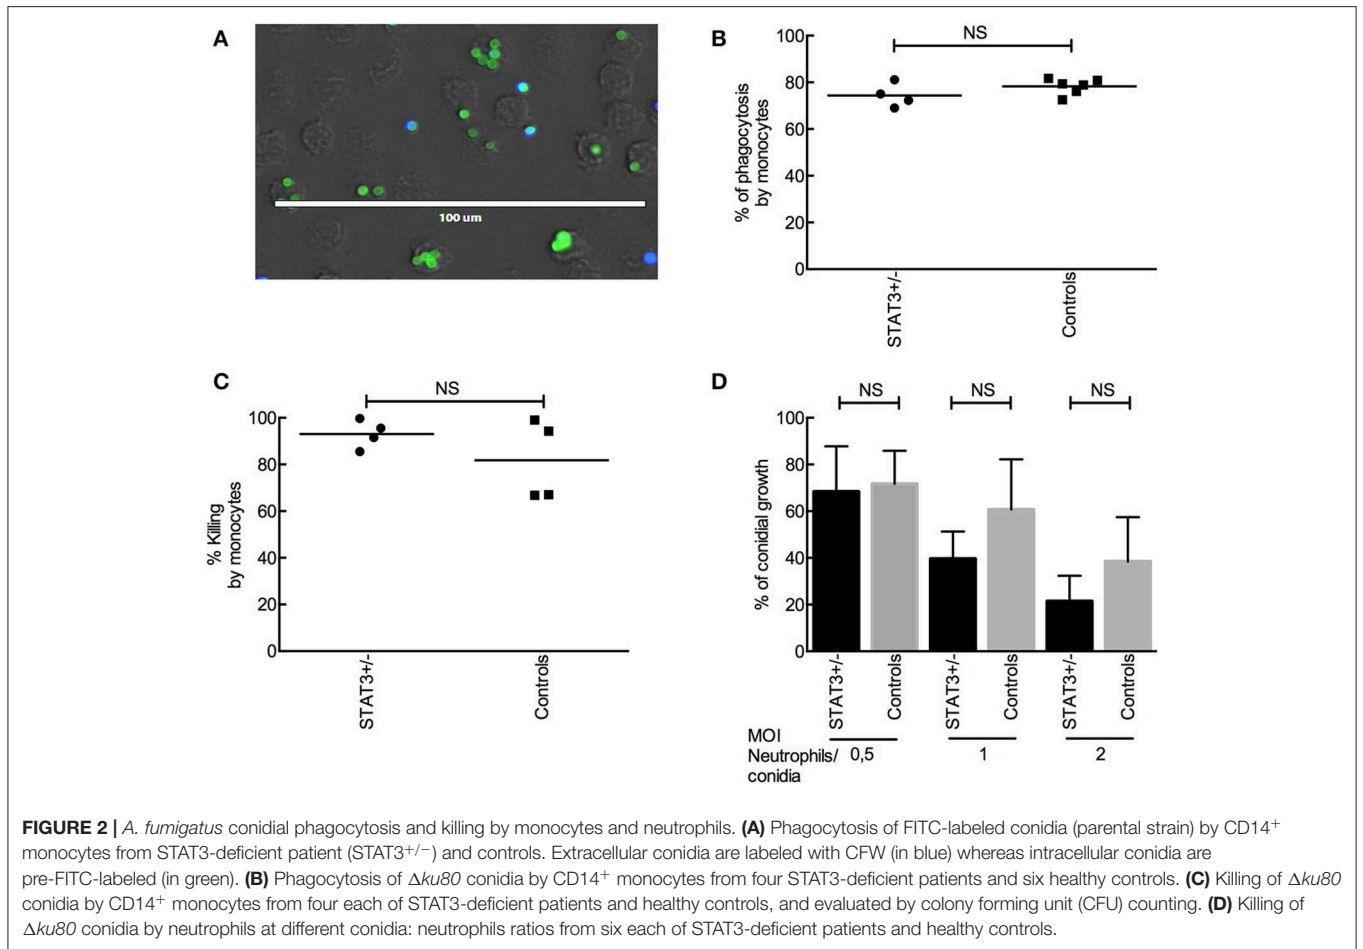 A
100 um
B
NS
100
80
60
40
20
0
% of phagocytosis
by monocytes
STAT3+/-
Controls
C
NS
100
80
60
40
20
0
% Killing
by monocytes
STAT3+/-
Controls
D
NS NS NS
100
80
60
40
20
0
% of conidial growth
STAT3+/- Controls STAT3+/- Controls STAT3+/- Controls
MOI
Neutrophils/ 0,5 1 2
conidia
FIGURE 2 | A. fumigatus conidial phagocytosis and killing by monocytes and neutrophils. (A) Phagocytosis of FITC-labeled conidia (parental strain) by CD14⁺
monocytes from STAT3-deficient patient (STAT3⁺/⁻) and controls. Extracellular conidia are labeled with CFW (in blue) whereas intracellular conidia are
pre-FITC-labeled (in green). (B) Phagocytosis of Δku80 conidia by CD14⁺ monocytes from four STAT3-deficient patients and six healthy controls. (C) Killing of Δku80
conidia by CD14⁺ monocytes from four each of STAT3-deficient patients and healthy controls, and evaluated by colony forming unit (CFU) counting. (D) Killing of
Δku80 conidia by neutrophils at different conidia: neutrophils ratios from six each of STAT3-deficient patients and healthy controls.